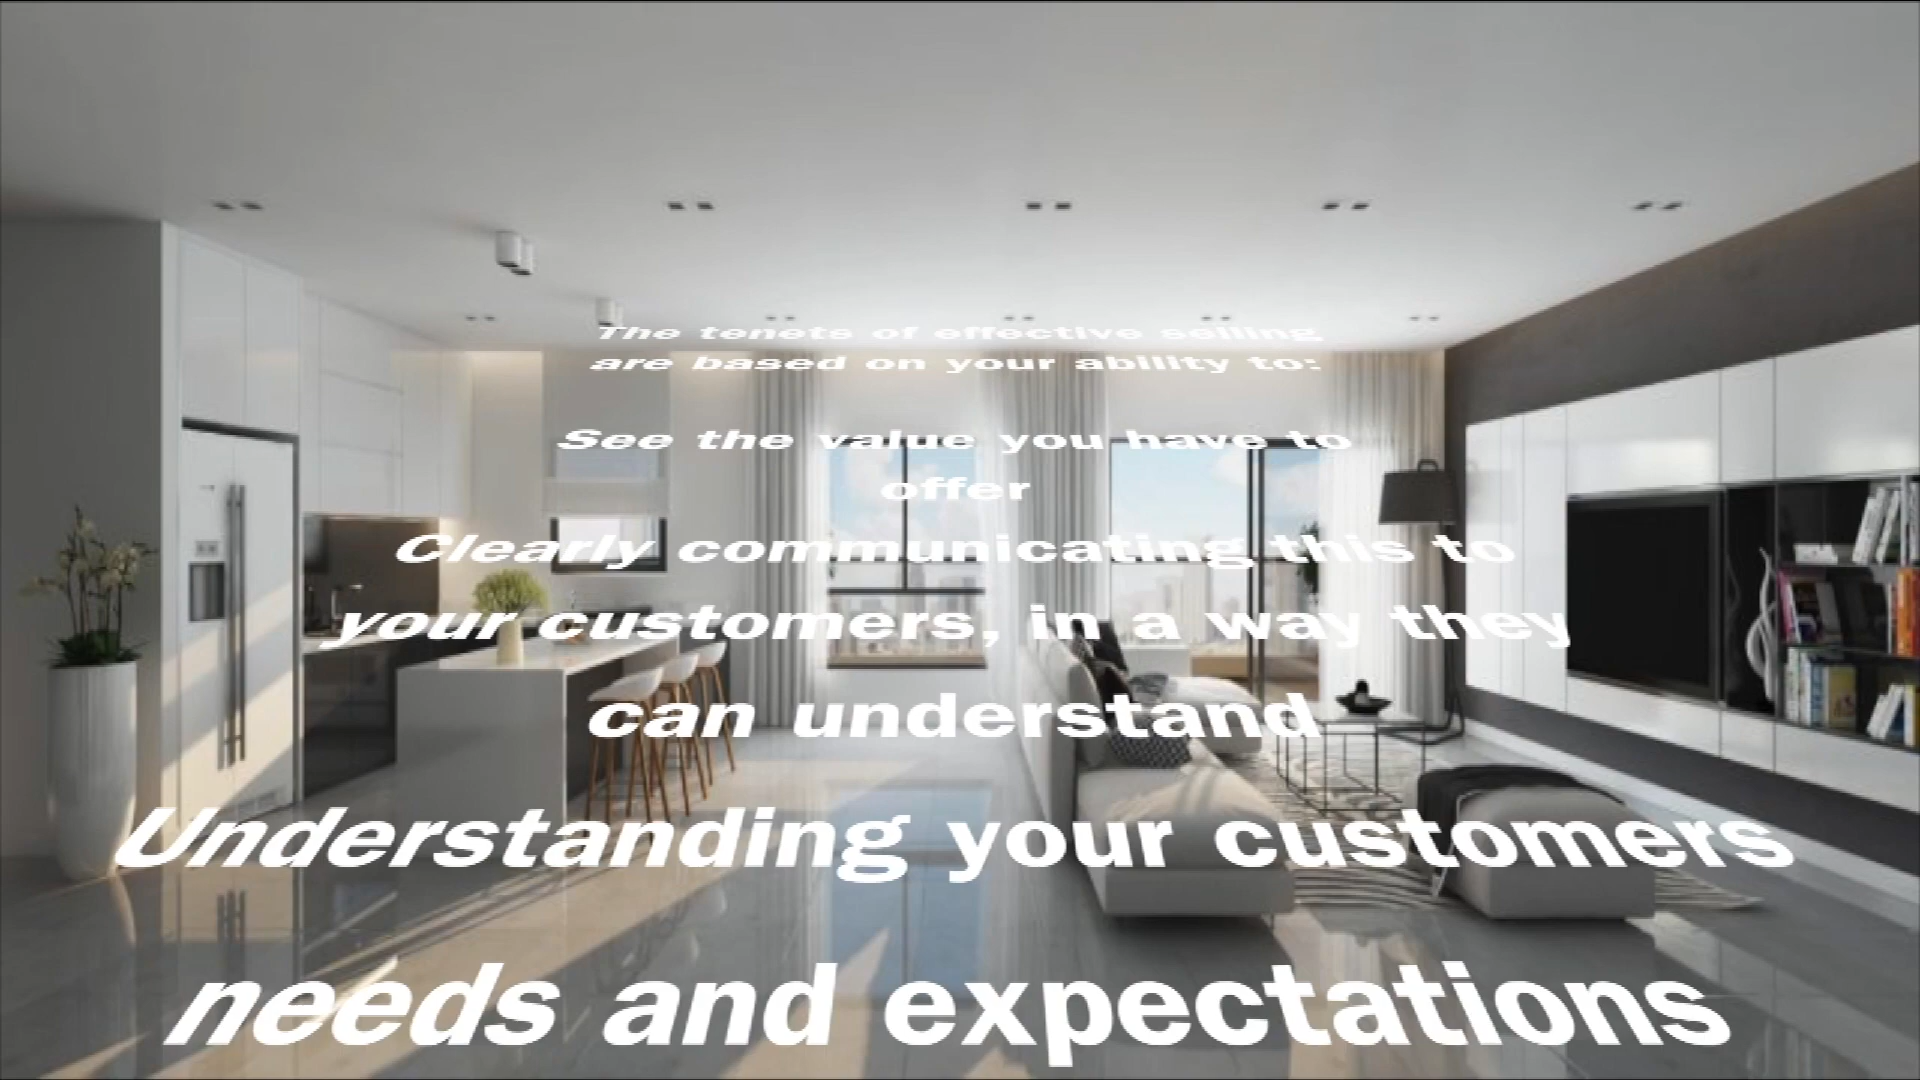 The tenets of effective selling
are based on your ability to:
See the value you have to
offer
Clearly communicating this to
your customers, in a way they
can understand
Understanding your customers
needs and expectations